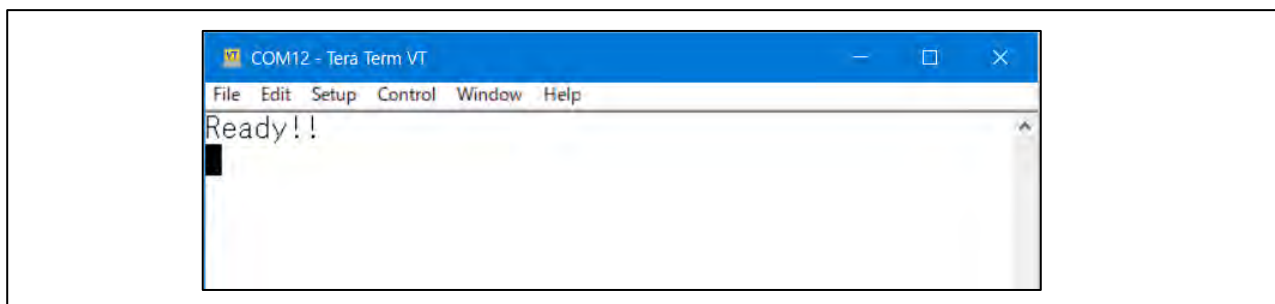 COM12 - Tera Term VT
File Edit Setup Control Window Help
Ready!!